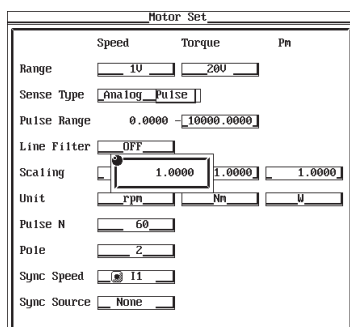 Motor Set
Speed Torque Pm
Range 1V 20V
Sense Type Analog Pulse
Pulse Range 0.0000 - 10000.0000
Line Filter OFF
Scaling 1.0000 1.0000 1.0000
Unit rpm Nm W
Pulse N 60
Pole 2
Sync Speed I1
Sync Source None